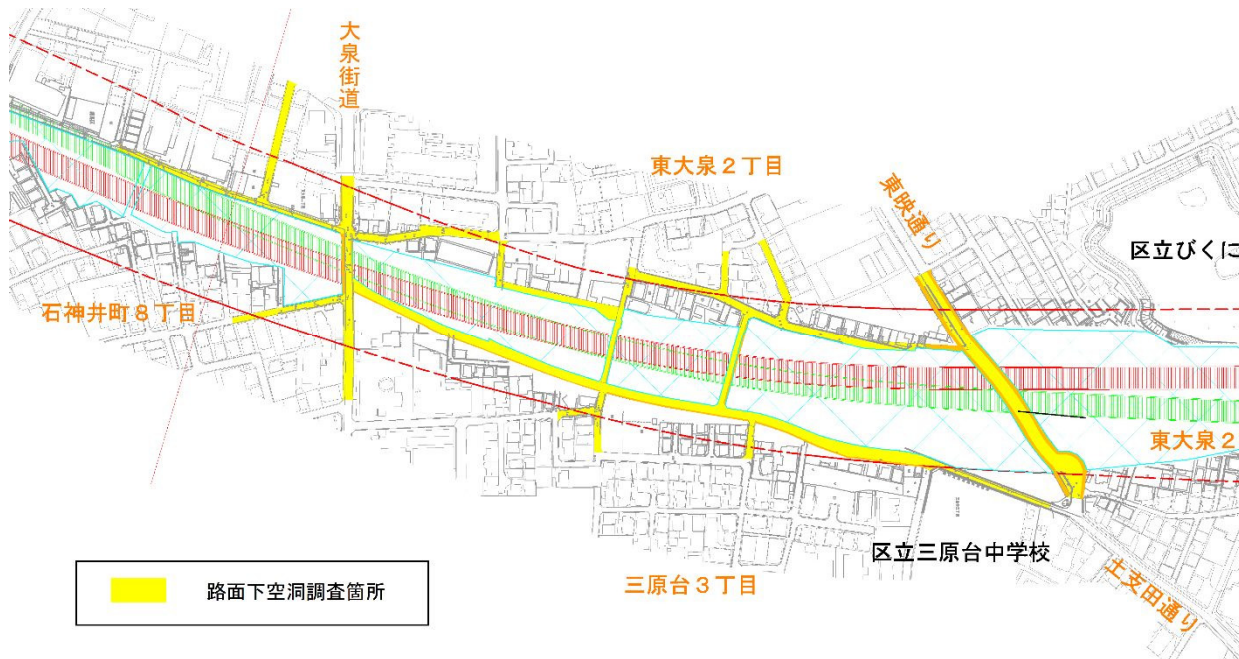 大泉街道
東大泉２丁目
東映通り
区立びくに
石神井町８丁目
東大泉２
区立三原台中学校
三原台３丁目
土支田通り
路面下空洞調査箇所